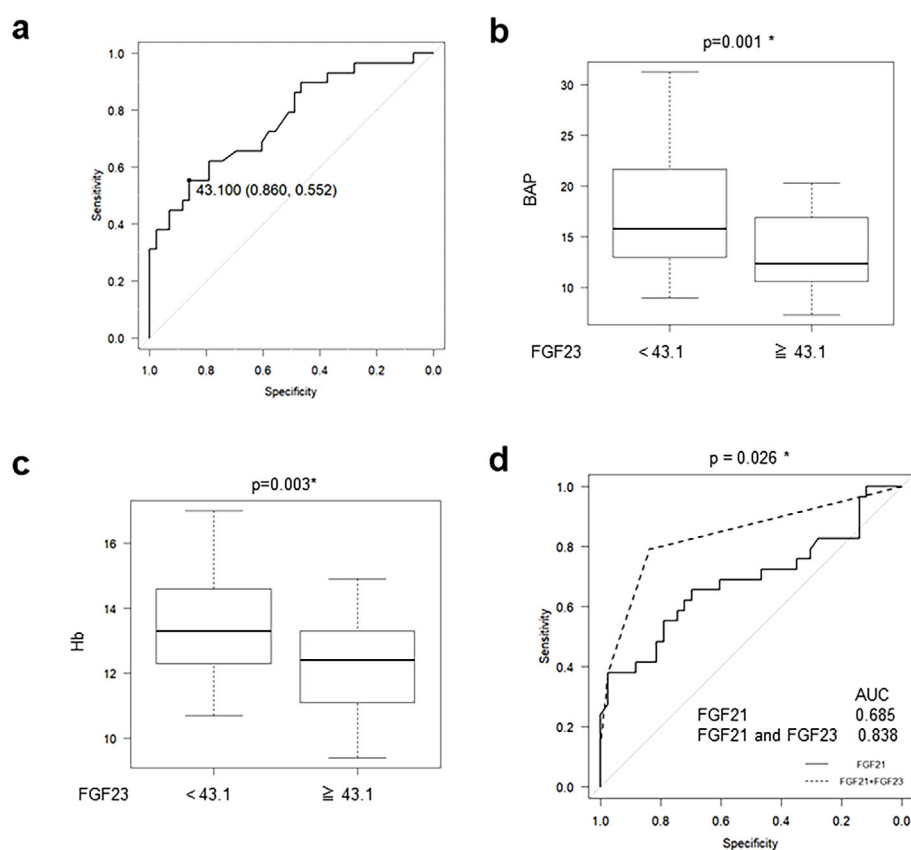 a
1.0
0.8
0.6
0.4
0.2
0.0
Sensitivity
43.100 (0.860, 0.552)
1.0 0.8 0.6 0.4 0.2 0.0
Specificity
b
p=0.001 *
30
25
20
15
10
BAP
FGF23 < 43.1 ≧ 43.1
c
p=0.003*
16
14
12
10
Hb
FGF23 < 43.1 ≧ 43.1
d
p = 0.026 *
1.0
0.8
0.6
0.4
0.2
0.0
Sensitivity
AUC
FGF21 0.685
FGF21 and FGF23 0.838
FGF21
FGF21+FGF23
1.0 0.8 0.6 0.4 0.2 0.0
Specificity